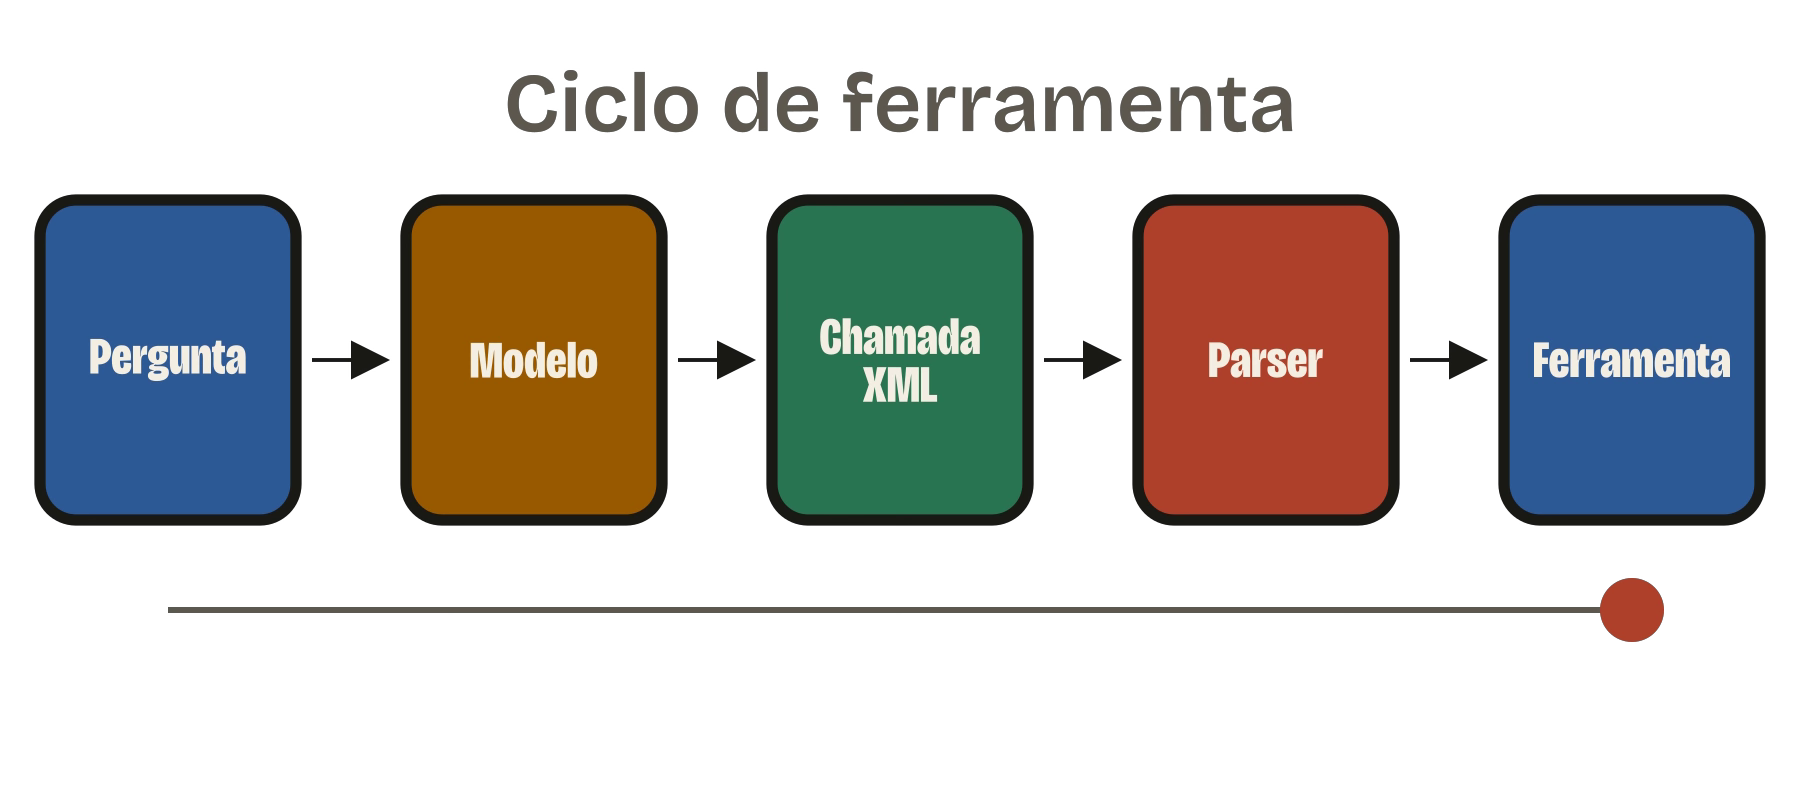 Ciclo de ferramenta
Pergunta
Modelo
Chamada
XML
Parser
Ferramenta